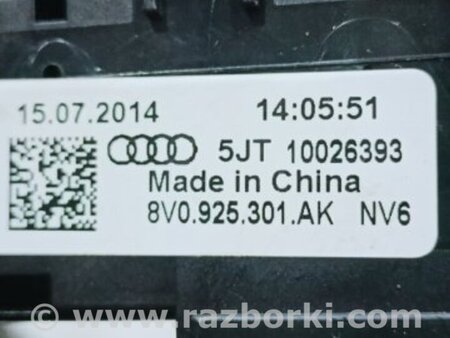 15.07.2014 14:05:51
5JT 10026393
Made in China
8V0.925.301.AK NV6
www.razborki.com